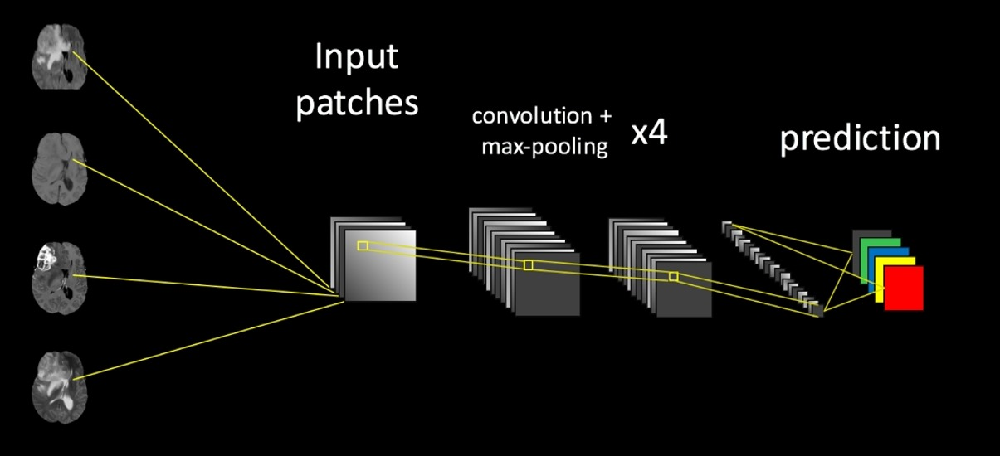 Input
patches
convolution +
max-pooling
x4
prediction